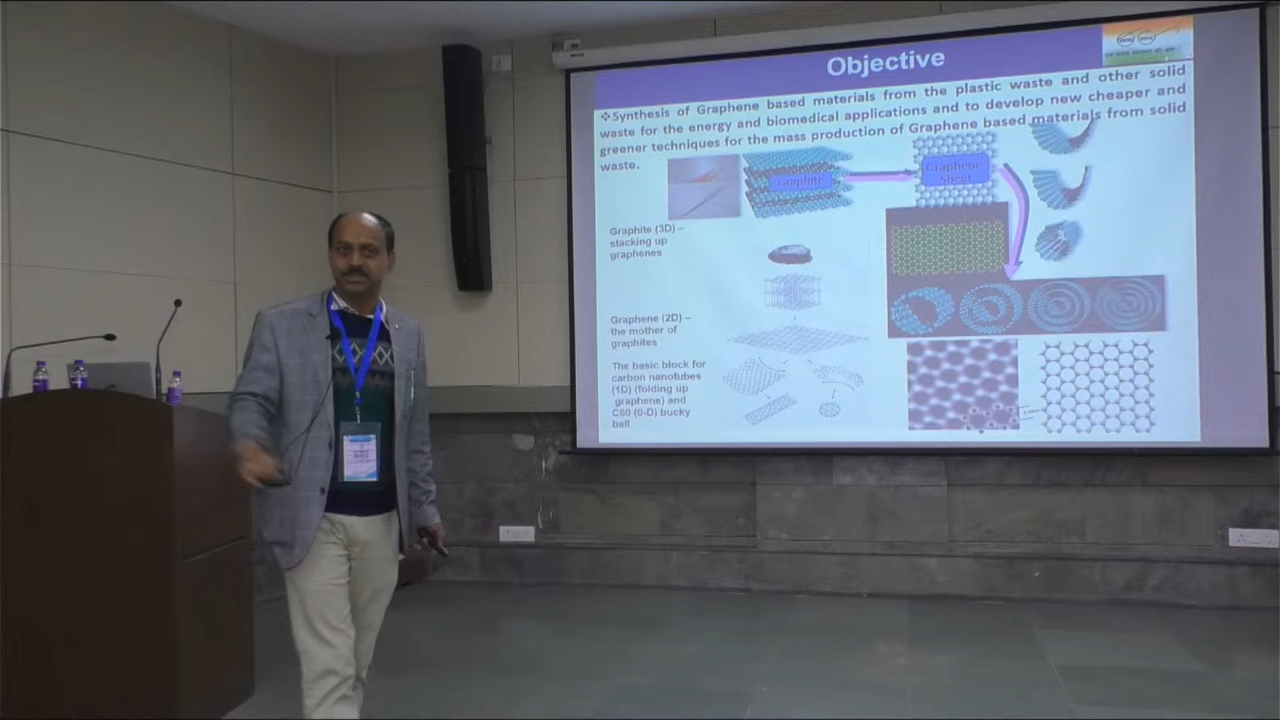 Objective
❖Synthesis of Graphene based materials from the plastic waste and other solid
waste for the energy and biomedical applications and to develop new cheaper and
greener techniques for the mass production of Graphene based materials from solid
waste.
Graphite
Graphene
Sheet
Graphite (3D) –
stacking up
graphenes
Graphene (2D) –
the mother of
graphites
The basic block for
carbon nanotubes
(1D) (folding up
graphene) and
C60 (0-D) bucky
ball